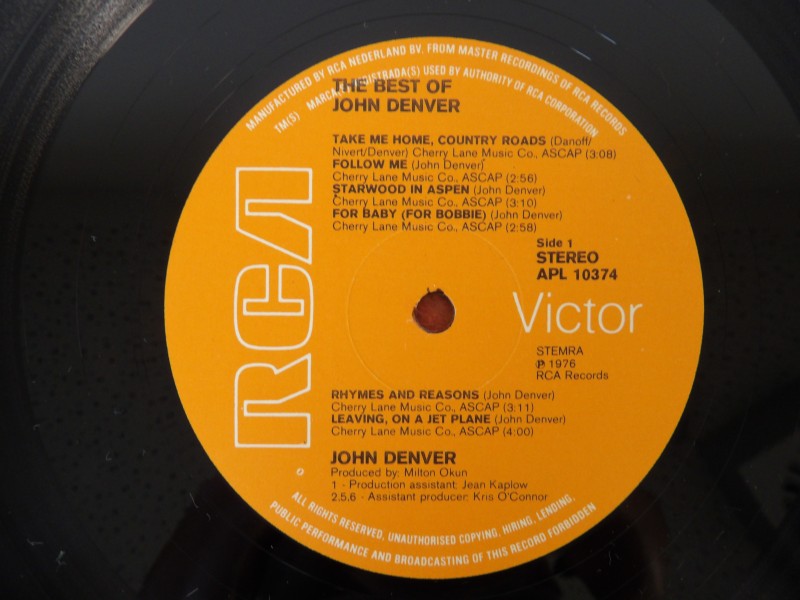 MANUFACTURED BY RCA NEDERLAND BV. FROM MASTER RECORDINGS OF RCA RECORDS
TM(S) MARCA(S) REGISTRADA(S) USED BY AUTHORITY OF RCA CORPORATION
THE BEST OF
JOHN DENVER
TAKE ME HOME, COUNTRY ROADS (Danoff/
Nivert/Denver) Cherry Lane Music Co., ASCAP (3:08)
FOLLOW ME (John Denver)
Cherry Lane Music Co., ASCAP (2:56)
STARWOOD IN ASPEN (John Denver)
Cherry Lane Music Co., ASCAP (3:10)
FOR BABY (FOR BOBBIE) (John Denver)
Cherry Lane Music Co., ASCAP (2:58)
Side 1
STEREO
APL 10374
RCA
Victor
STEMRA
℗ 1976
RCA Records
RHYMES AND REASONS (John Denver)
Cherry Lane Music Co., ASCAP (3:11)
LEAVING, ON A JET PLANE (John Denver)
Cherry Lane Music Co., ASCAP (4:00)
JOHN DENVER
Produced by: Milton Okun
1 - Production assistant: Jean Kaplow
2.5.6 - Assistant producer: Kris O'Connor
ALL RIGHTS RESERVED, UNAUTHORISED COPYING, HIRING, LENDING,
PUBLIC PERFORMANCE AND BROADCASTING OF THIS RECORD FORBIDDEN